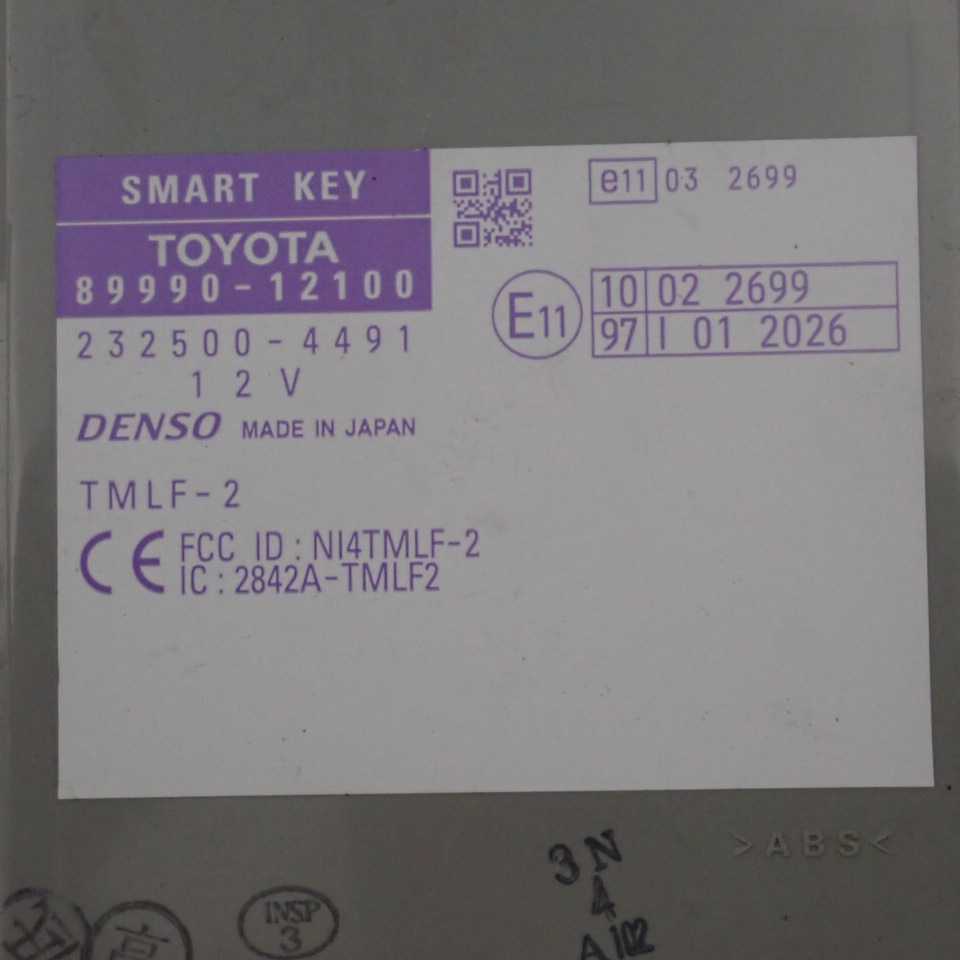 SMART KEY
TOYOTA
89990-12100
232500-4491
12V
DENSO MADE IN JAPAN
TMLF-2
CE FCC ID : NI4TMLF-2
IC : 2842A-TMLF2
e11 03 2699
E11
10 02 2699
97 I 01 2026
>ABS<
3N
4
A102
INSP
3